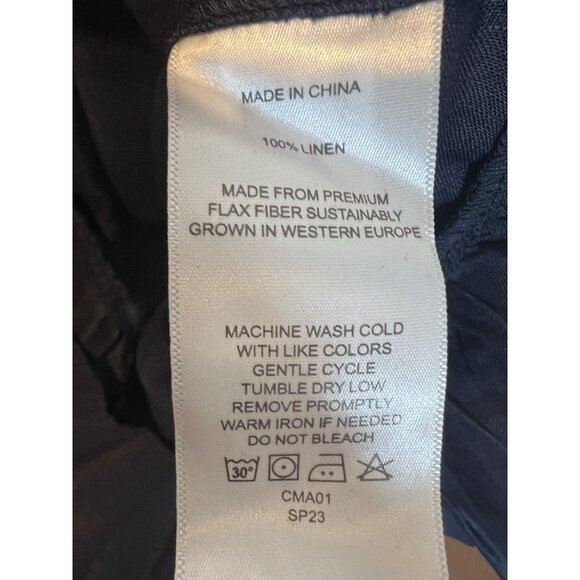 MADE IN CHINA
100% LINEN
MADE FROM PREMIUM
FLAX FIBER SUSTAINABLY
GROWN IN WESTERN EUROPE
MACHINE WASH COLD
WITH LIKE COLORS
GENTLE CYCLE
TUMBLE DRY LOW
REMOVE PROMPTLY
WARM IRON IF NEEDED
DO NOT BLEACH
30°
CMA01
SP23